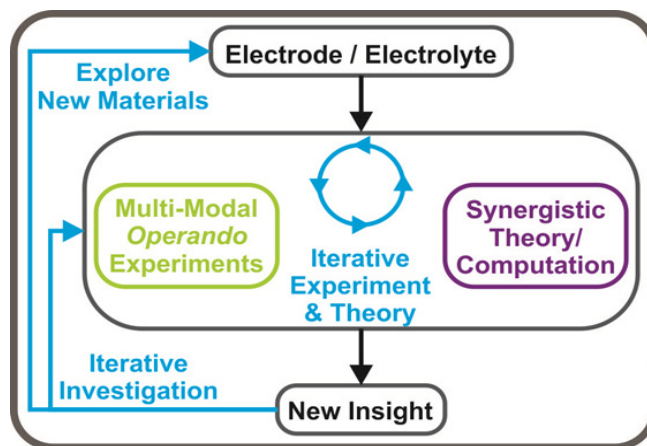 Electrode / Electrolyte
Explore
New Materials
Multi-Modal
Operando
Experiments
Iterative
Experiment
& Theory
Synergistic
Theory/
Computation
Iterative
Investigation
New Insight